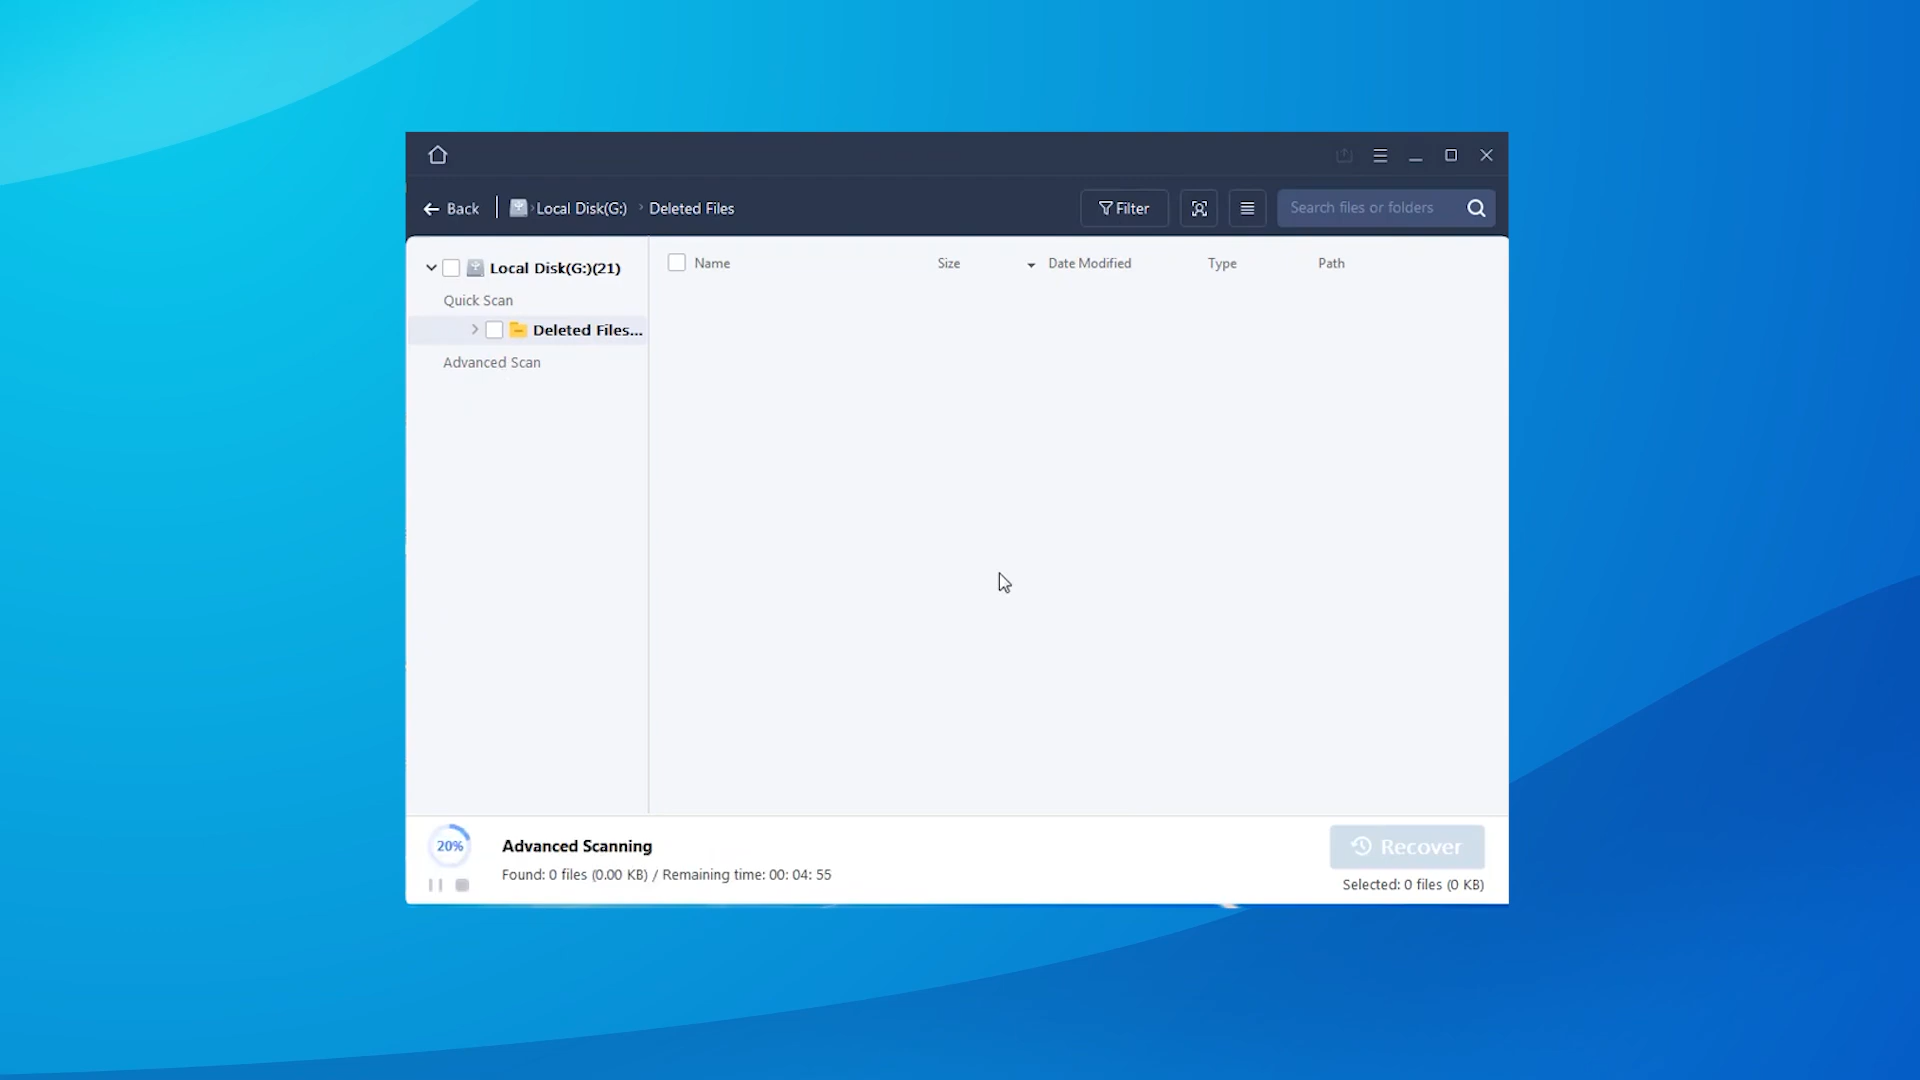 Back
Local Disk(G:)
Deleted Files
Filter
Search files or folders
Local Disk(G:)(21)
Quick Scan
Deleted Files...
Advanced Scan
Name Size Date Modified Type Path
20%
Advanced Scanning
Found: 0 files (0.00 KB) / Remaining time: 00: 04: 55
Recover
Selected: 0 files (0 KB)